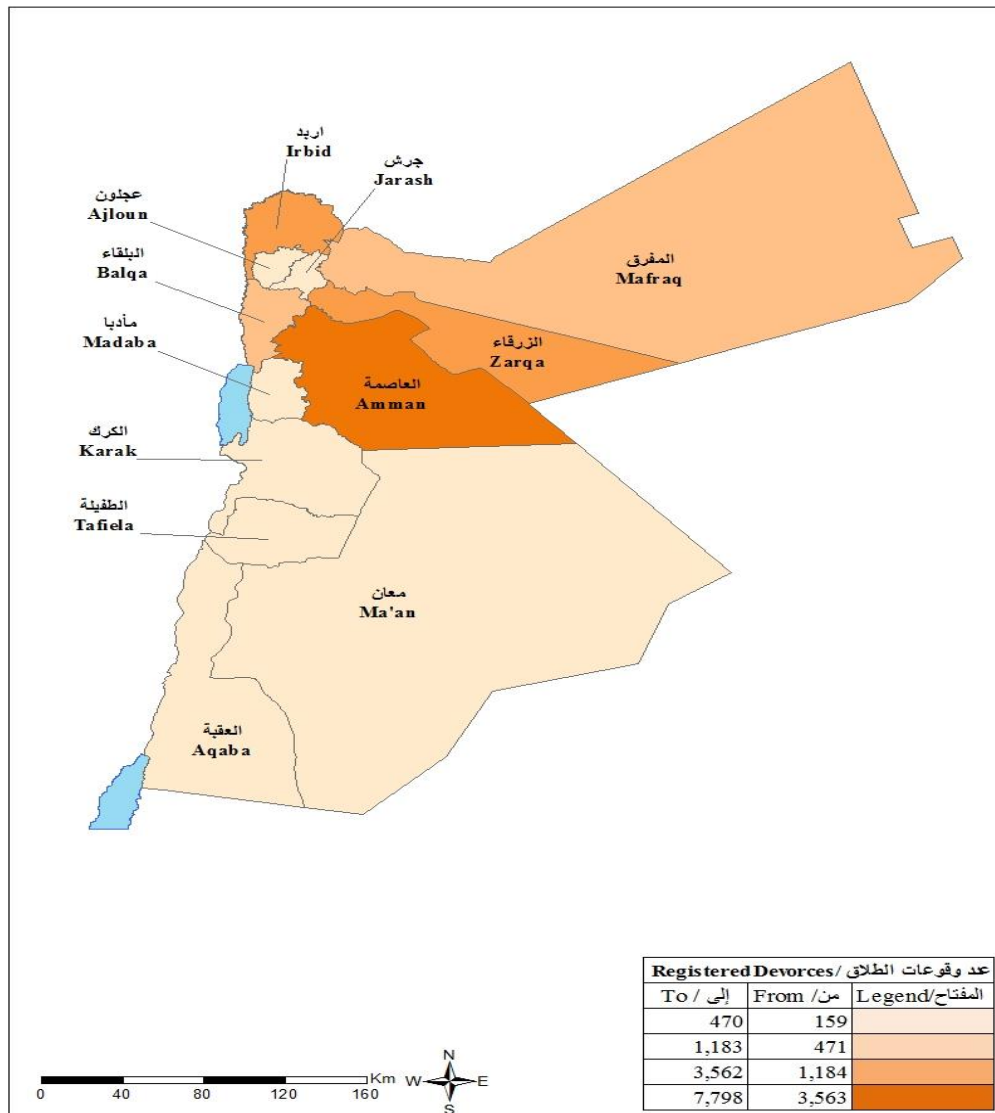 اربد
Irbid
جرش
Jarash
عجلون
Ajloun
البلقاء
Balqa
مأدبا
Madaba
المفرق
Mafraq
الزرقاء
Zarqa
العاصمة
Amman
الكرك
Karak
الطفيلة
Tafiela
معان
Ma'an
العقبة
Aqaba
Registered Devorces/ عدد وقوعات الطلاق
To / إلى From /من Legend/المفتاح
470 159
1,183 471
3,562 1,184
7,798 3,563
0 40 80 120 160 Km
N
W E
S